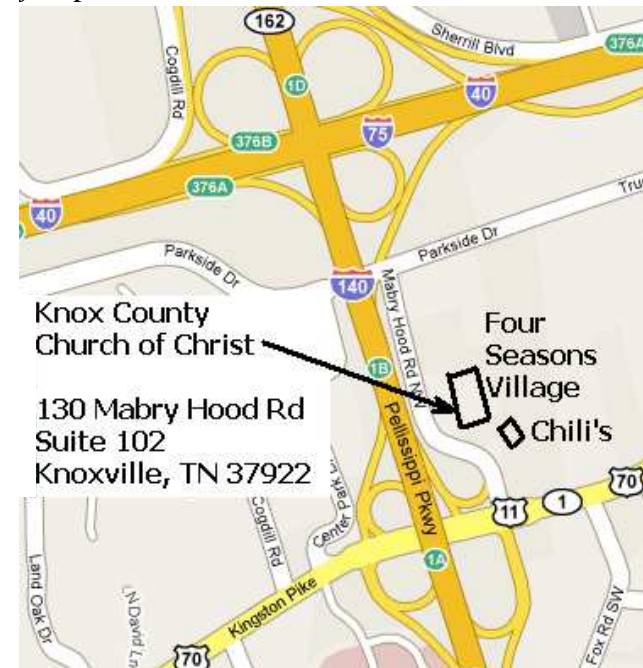 162
Sherrill Blvd
376A
Cogdill Rd
1D
40
376B
75
376A
40
Parkside Dr
Parkside Dr
140
Mabry Hood Rd NW
Knox County
Church of Christ
130 Mabry Hood Rd
Suite 102
Knoxville, TN 37922
Four
Seasons
Village
Chili's
1B
Pellissippi Pkwy
70
11
1
Center Park
Cogdill Rd
1A
Kingston Pike
Land Oak Dr
N David Ln
70
Fox Rd SW